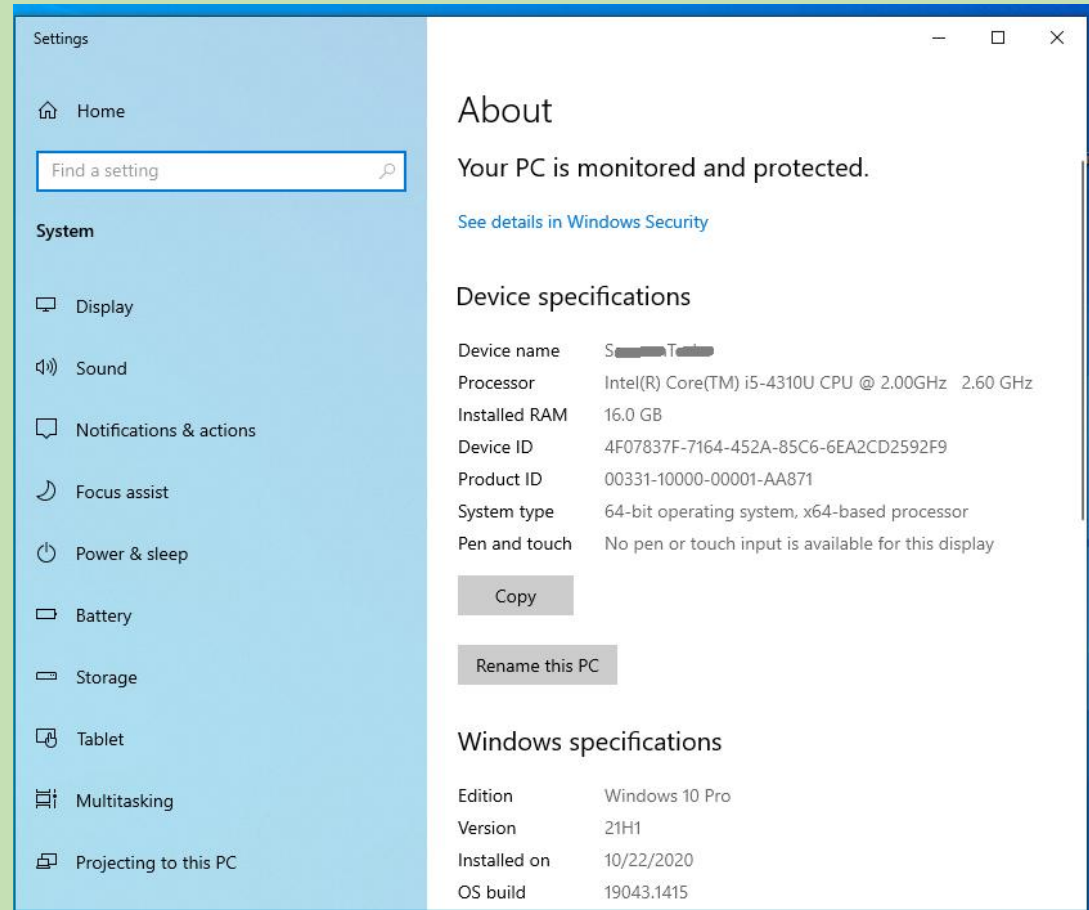 Settings
Home
Find a setting
System
Display
Sound
Notifications & actions
Focus assist
Power & sleep
Battery
Storage
Tablet
Multitasking
Projecting to this PC
About
Your PC is monitored and protected.
See details in Windows Security
Device specifications
Device name
Processor Intel(R) Core(TM) i5-4310U CPU @ 2.00GHz 2.60 GHz
Installed RAM 16.0 GB
Device ID 4F07837F-7164-452A-85C6-6EA2CD2592F9
Product ID 00331-10000-00001-AA871
System type 64-bit operating system, x64-based processor
Pen and touch No pen or touch input is available for this display
Copy
Rename this PC
Windows specifications
Edition Windows 10 Pro
Version 21H1
Installed on 10/22/2020
OS build 19043.1415